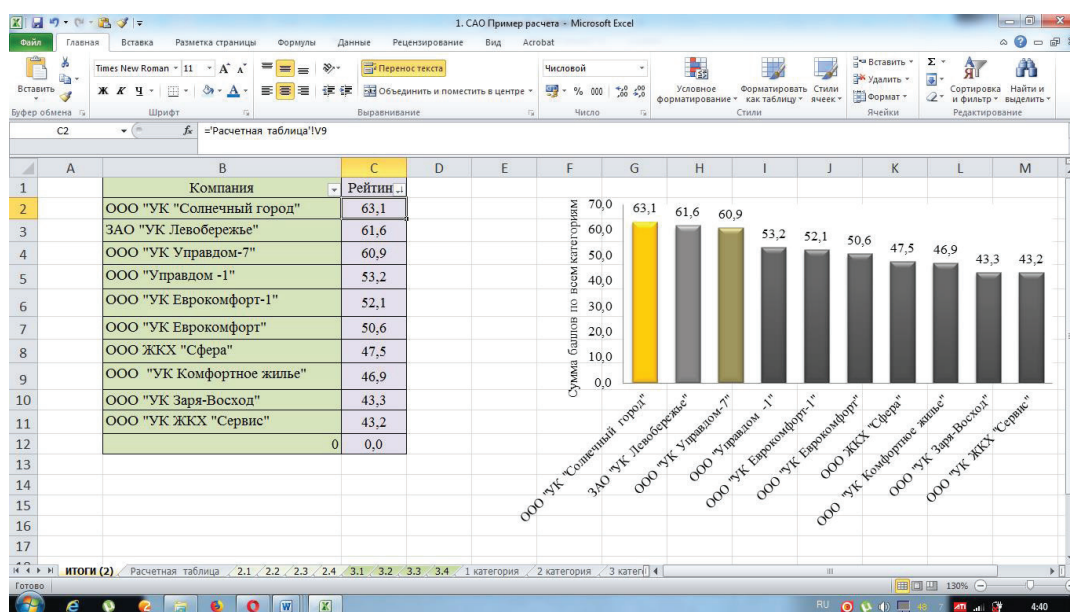 1. САО Пример расчета - Microsoft Excel
Файл Главная Вставка Разметка страницы Формулы Данные Рецензирование Вид Acrobat
Вставить
Буфер обмена
Times New Roman 11
Ж К Ч
Шрифт
Перенос текста
Объединить и поместить в центре
Выравнивание
Числовой
% 000
Число
Условное форматирование
Форматировать как таблицу
Стили ячеек
Стили
Вставить
Удалить
Формат
Ячейки
Сортировка и фильтр
Найти и выделить
Редактирование
C2 fx ='Расчетная таблица'!V9
A B C D E F G H I J K L M
1 Компания Рейтин
2 ООО "УК "Солнечный город" 63,1
3 ЗАО "УК Левобережье" 61,6
4 ООО "УК Управдом-7" 60,9
5 ООО "Управдом -1" 53,2
6 ООО "УК Еврокомфорт-1" 52,1
7 ООО "УК Еврокомфорт" 50,6
8 ООО ЖКХ "Сфера" 47,5
9 ООО "УК Комфортное жилье" 46,9
10 ООО "УК Заря-Восход" 43,3
11 ООО "УК ЖКХ "Сервис" 43,2
12 0 0,0
13
14
15
16
17
Сумма баллов по всем категориям
70,0
60,0
50,0
40,0
30,0
20,0
10,0
0,0
63,1 61,6 60,9 53,2 52,1 50,6 47,5 46,9 43,3 43,2
ООО "УК "Солнечный город"
ЗАО "УК Левобережье"
ООО "УК Управдом-7"
ООО "Управдом -1"
ООО "УК Еврокомфорт-1"
ООО "УК Еврокомфорт"
ООО ЖКХ "Сфера"
ООО "УК Комфортное жилье"
ООО "УК Заря-Восход"
ООО "УК ЖКХ "Сервис"
ИТОГИ (2) Расчетная таблица 2.1 2.2 2.3 2.4 3.1 3.2 3.3 3.4 1 категория 2 категория 3 катего
Готово 130%
RU 48 4:40